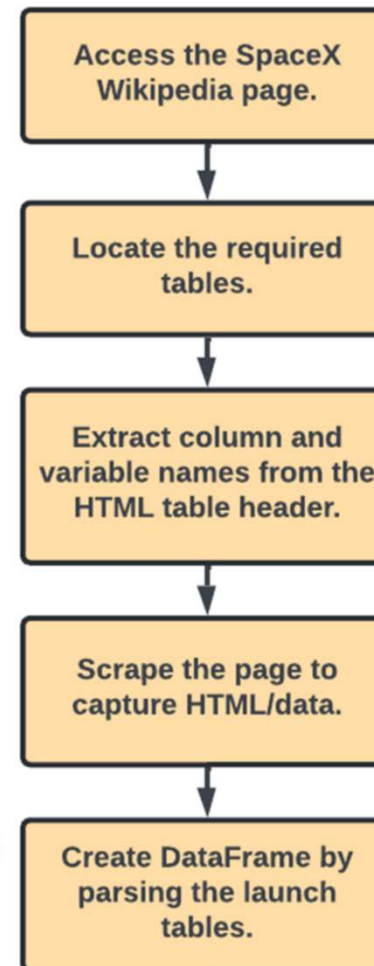 Access the SpaceX
Wikipedia page.
Locate the required
tables.
Extract column and
variable names from the
HTML table header.
Scrape the page to
capture HTML/data.
Create DataFrame by
parsing the launch
tables.